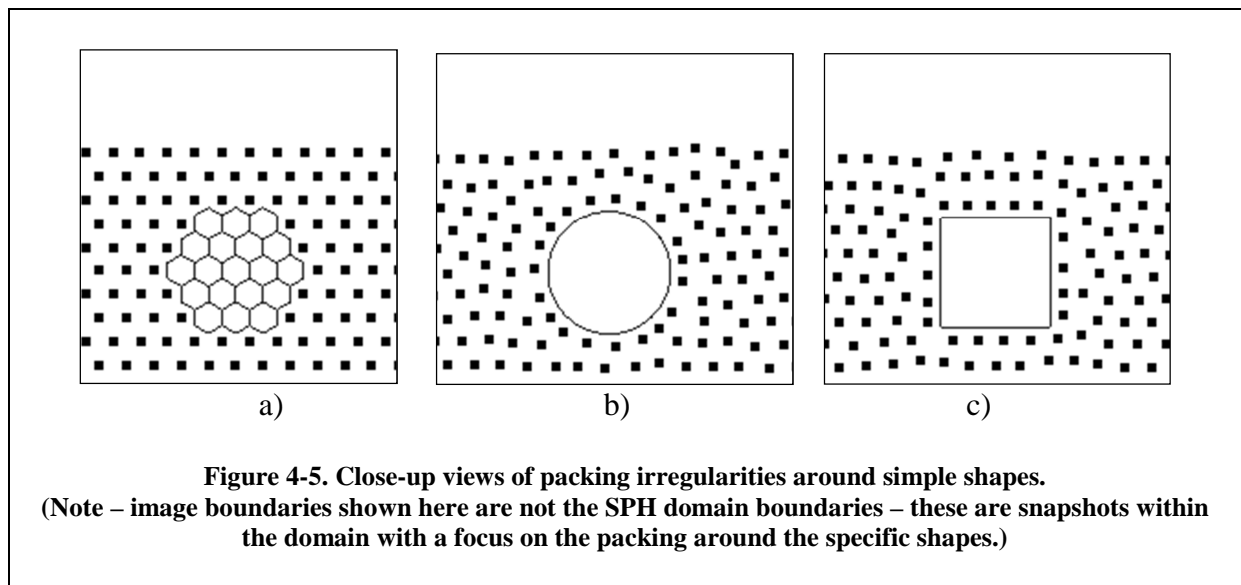 a)
b)
c)
Figure 4-5. Close-up views of packing irregularities around simple shapes.
(Note – image boundaries shown here are not the SPH domain boundaries – these are snapshots within
the domain with a focus on the packing around the specific shapes.)